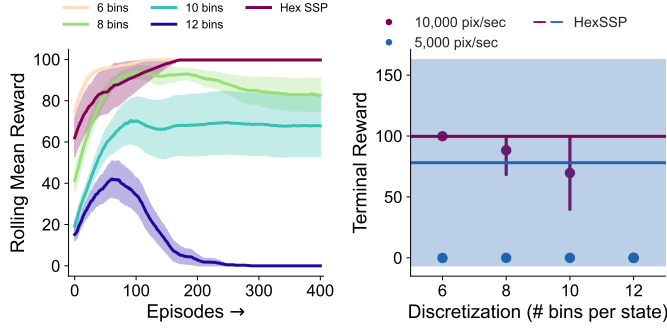 6 bins
8 bins
10 bins
12 bins
Hex SSP
Rolling Mean Reward
100
80
60
40
20
0
0
100
200
300
400
Episodes →
10,000 pix/sec
5,000 pix/sec
HexSSP
Terminal Reward
150
100
50
0
6
8
10
12
Discretization (# bins per state)